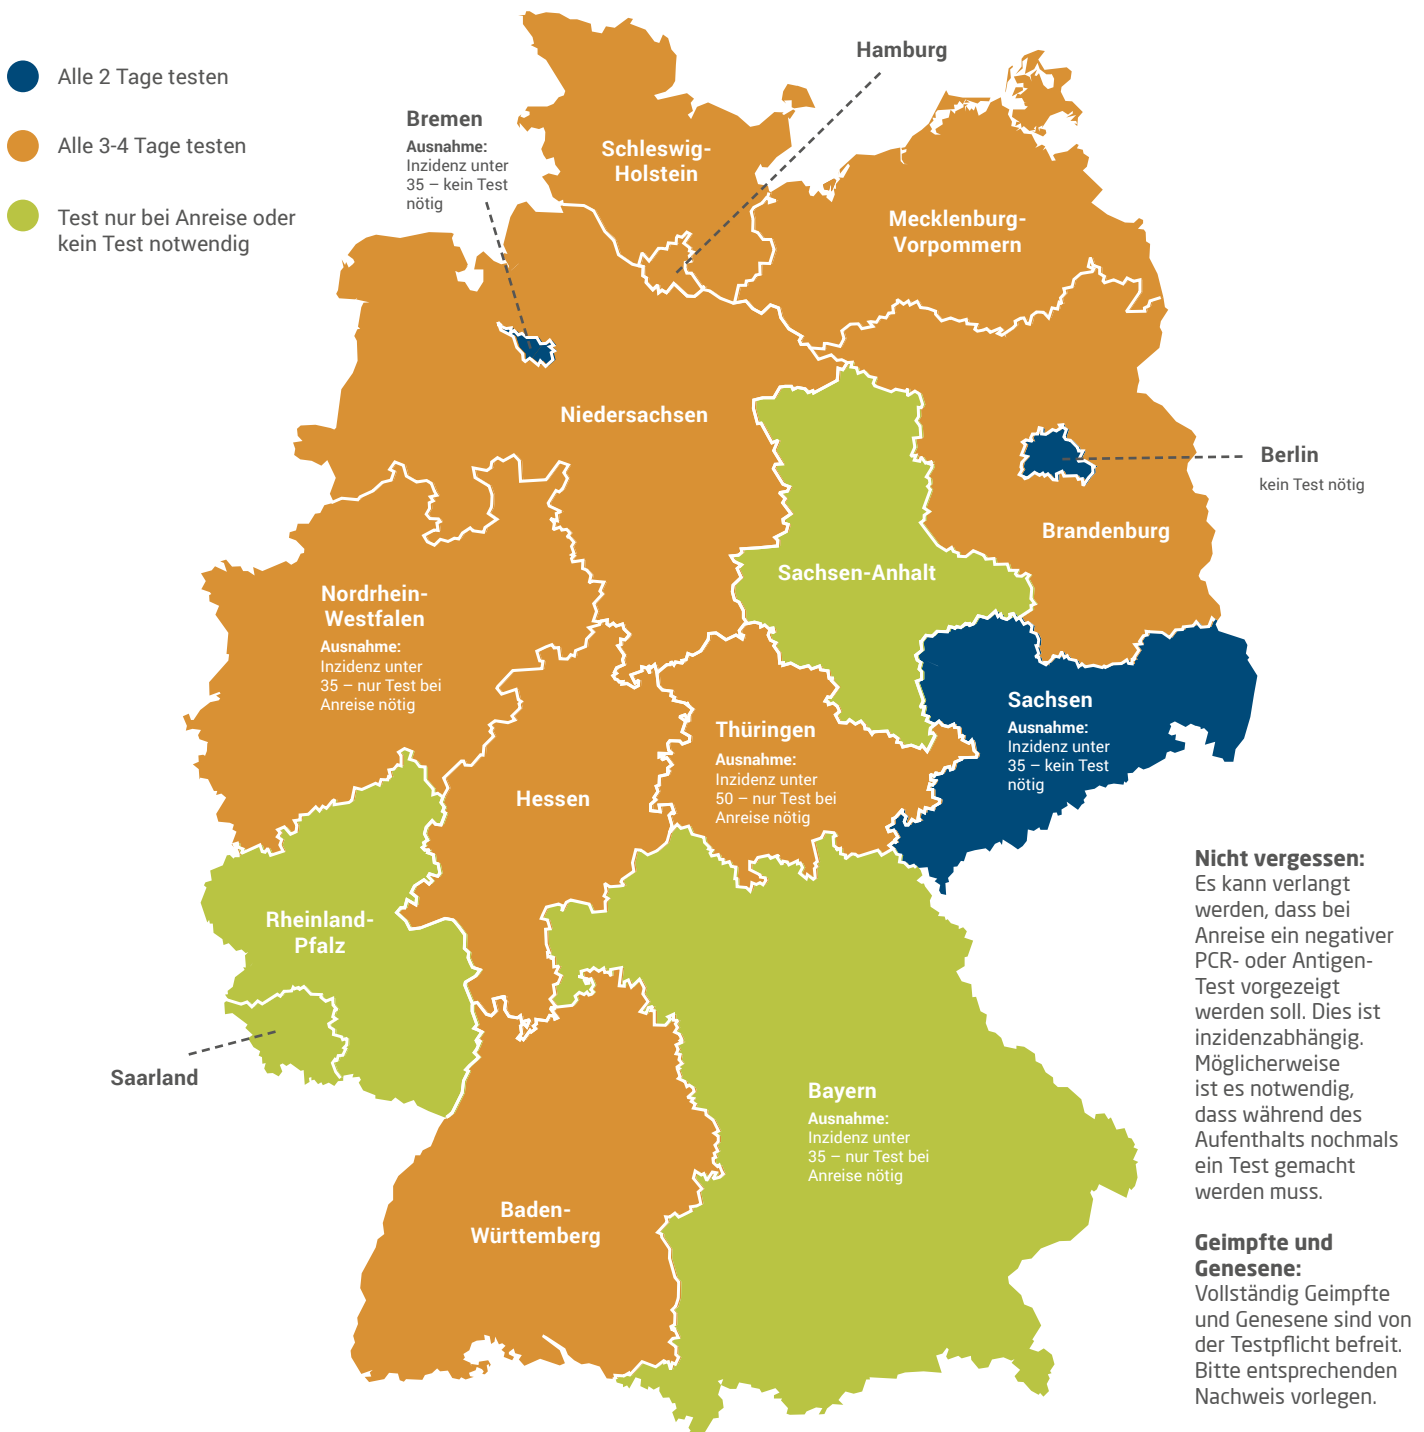 Alle 2 Tage testen
Alle 3-4 Tage testen
Test nur bei Anreise oder
kein Test notwendig
Hamburg
Bremen
Ausnahme:
Inzidenz unter
35 – kein Test
nötig
Schleswig-
Holstein
Mecklenburg-
Vorpommern
Niedersachsen
Berlin
kein Test nötig
Brandenburg
Sachsen-Anhalt
Nordrhein-
Westfalen
Ausnahme:
Inzidenz unter
35 – nur Test bei
Anreise nötig
Sachsen
Ausnahme:
Inzidenz unter
35 – kein Test
nötig
Thüringen
Ausnahme:
Inzidenz unter
50 – nur Test bei
Anreise nötig
Hessen
Rheinland-
Pfalz
Saarland
Bayern
Ausnahme:
Inzidenz unter
35 – nur Test bei
Anreise nötig
Baden-
Württemberg
Nicht vergessen:
Es kann verlangt
werden, dass bei
Anreise ein negativer
PCR- oder Antigen-
Test vorgezeigt
werden soll. Dies ist
inzidenzabhängig.
Möglicherweise
ist es notwendig,
dass während des
Aufenthalts nochmals
ein Test gemacht
werden muss.
Geimpfte und
Genesene:
Vollständig Geimpfte
und Genesene sind von
der Testpflicht befreit.
Bitte entsprechenden
Nachweis vorlegen.